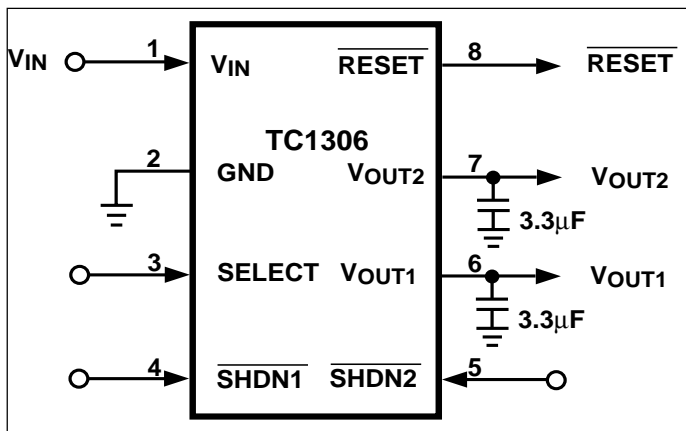 1
8
VIN
VIN
RESET
RESET
TC1306
2
GND
VOUT2
7
VOUT2
3.3µF
3
SELECT
VOUT1
6
VOUT1
3.3µF
4
SHDN1
SHDN2
5